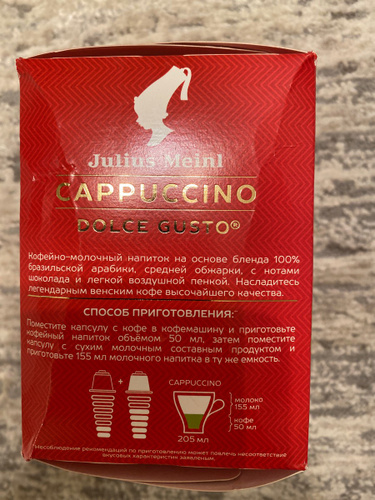 Julius Meinl
CAPPUCCINO
DOLCE GUSTO®
Кофейно-молочный напиток на основе бленда 100%
бразильской арабики, средней обжарки, с нотами
шоколада и легкой воздушной пенкой. Насладитесь
легендарным венским кофе высочайшего качества.
СПОСОБ ПРИГОТОВЛЕНИЯ:*
Поместите капсулу с кофе в кофемашину и приготовьте
кофейный напиток объёмом 50 мл, затем поместите
капсулу с сухим молочным составным продуктом и
приготовьте 155 мл молочного напитка в ту же емкость.
+
CAPPUCCINO
молоко
155 мл
кофе
50 мл
205 мл
*Несоблюдение рекомендаций по приготовлению может повлечь несоответствие
вкусовых характеристик заявленным.